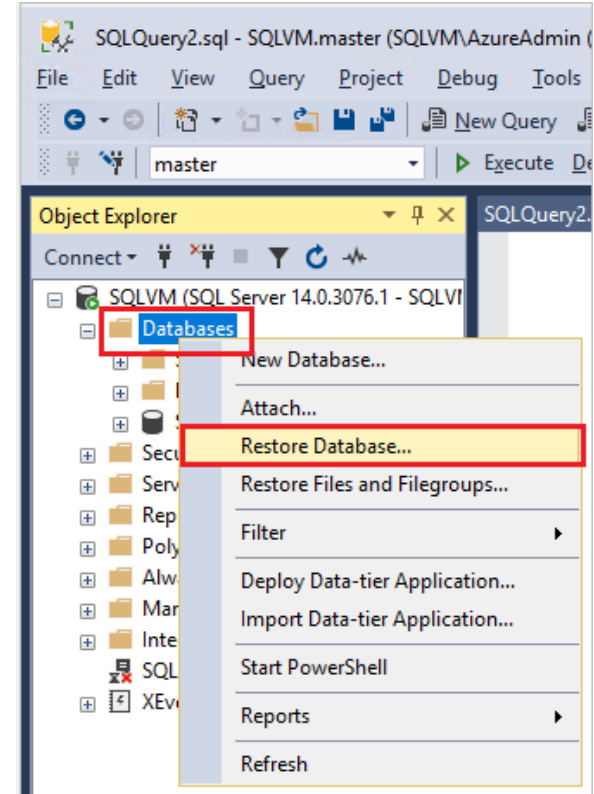 SQLQuery2.sql - SQLVM.master (SQLVM\AzureAdmin (
File Edit View Query Project Debug Tools
New Query
master Execute De
Object Explorer
SQLQuery2.
Connect
SQLVM (SQL Server 14.0.3076.1 - SQLVM
Databases
New Database...
Attach...
Restore Database...
Secu
Restore Files and Filegroups...
Serv
Rep
Filter
Poly
Alw
Deploy Data-tier Application...
Mar
Import Data-tier Application...
Inte
SQL
Start PowerShell
XEv
Reports
Refresh